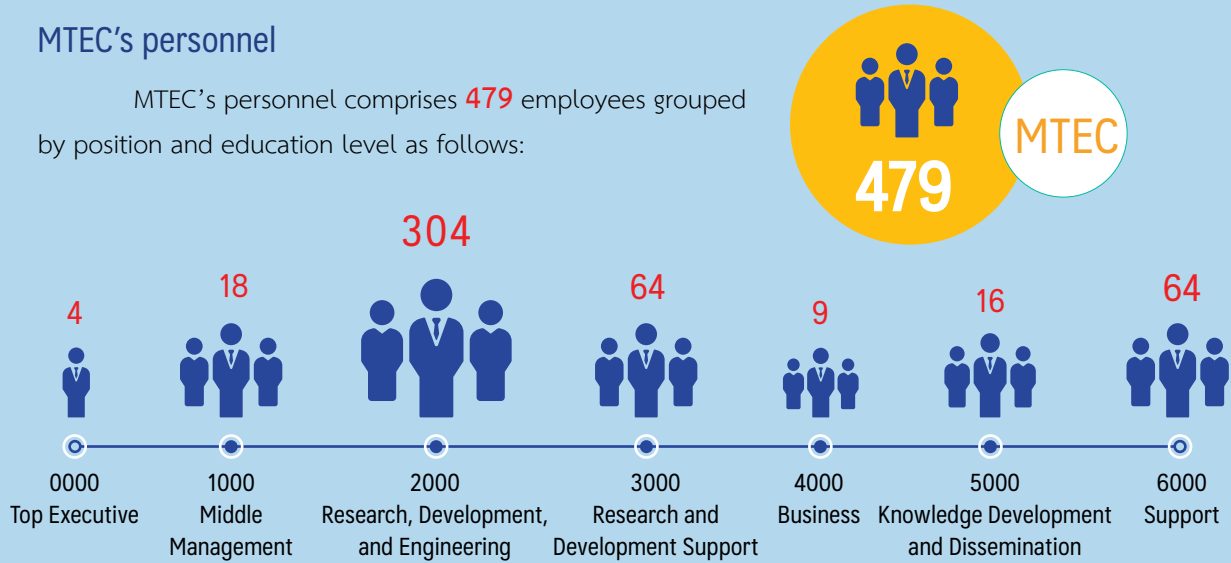 MTEC's personnel
MTEC's personnel comprises 479 employees grouped
by position and education level as follows:
479
MTEC
4
18
304
64
9
16
64
0000
Top Executive
1000
Middle
Management
2000
Research, Development,
and Engineering
3000
Research and
Development Support
4000
Business
5000
Knowledge Development
and Dissemination
6000
Support